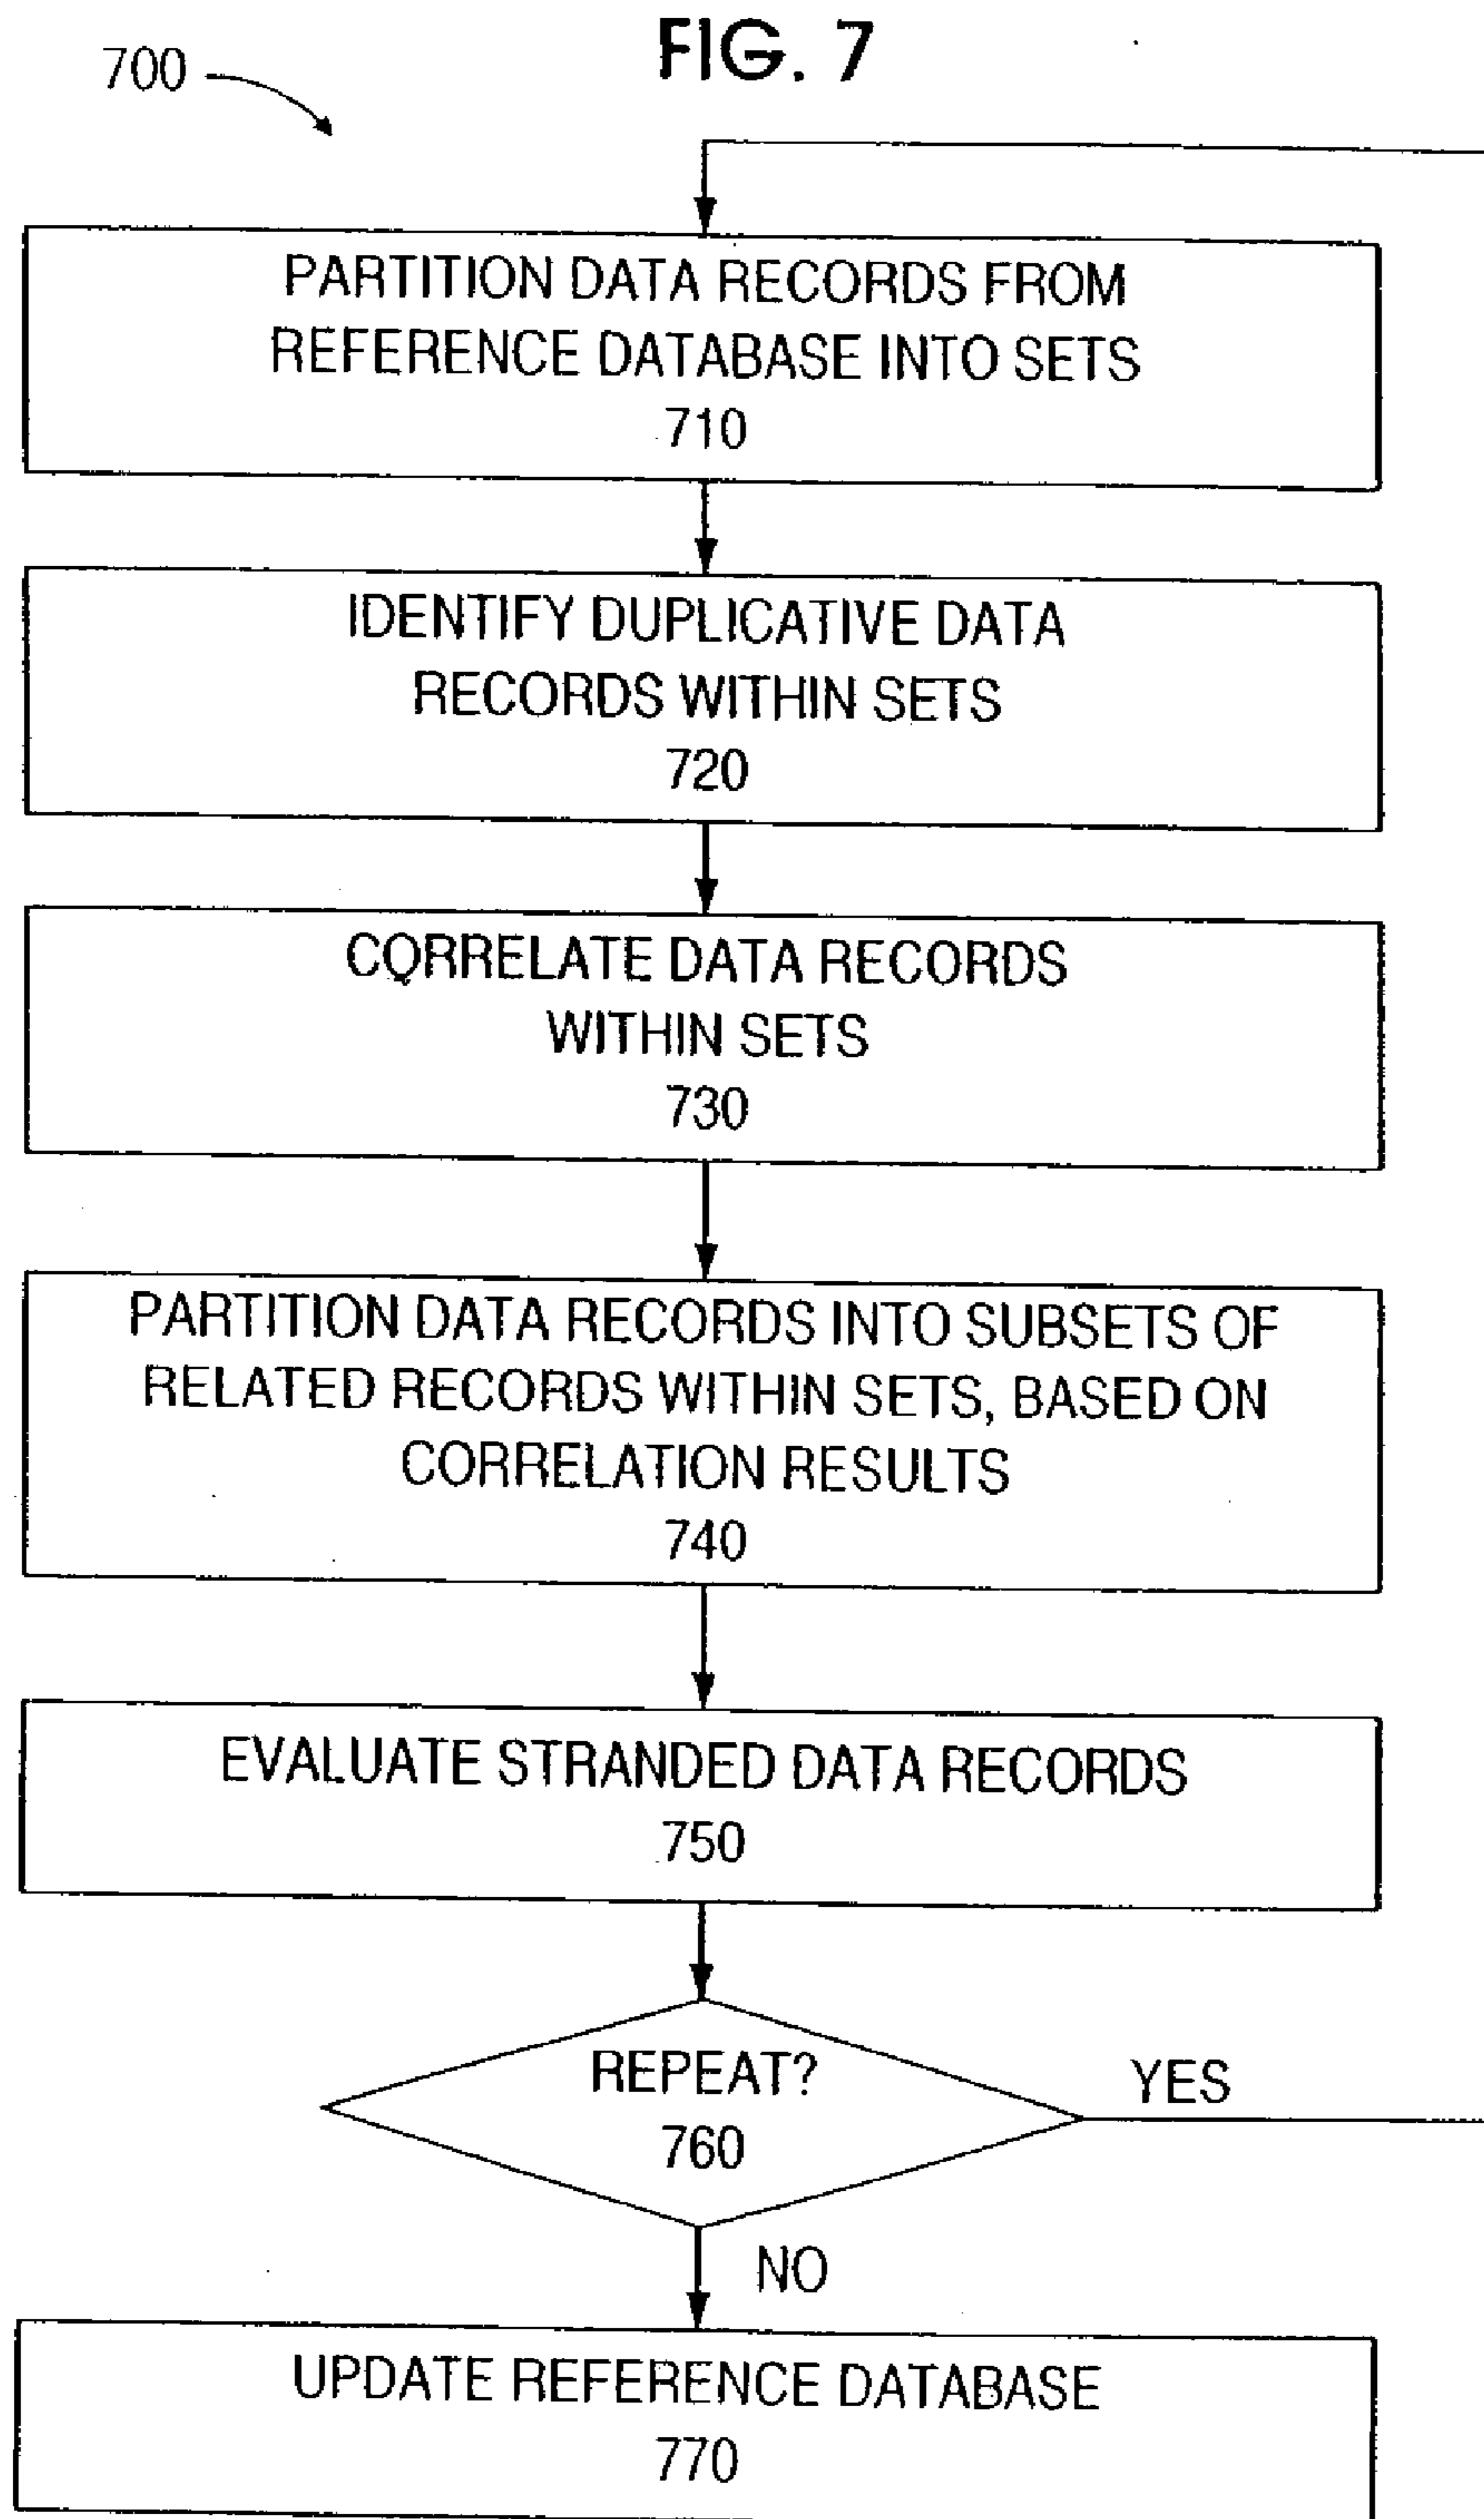 FIG. 7
700
PARTITION DATA RECORDS FROM
REFERENCE DATABASE INTO SETS
710
IDENTIFY DUPLICATIVE DATA
RECORDS WITHIN SETS
720
CORRELATE DATA RECORDS
WITHIN SETS
730
PARTITION DATA RECORDS INTO SUBSETS OF
RELATED RECORDS WITHIN SETS, BASED ON
CORRELATION RESULTS
740
EVALUATE STRANDED DATA RECORDS
750
REPEAT?
760
YES
NO
UPDATE REFERENCE DATABASE
770